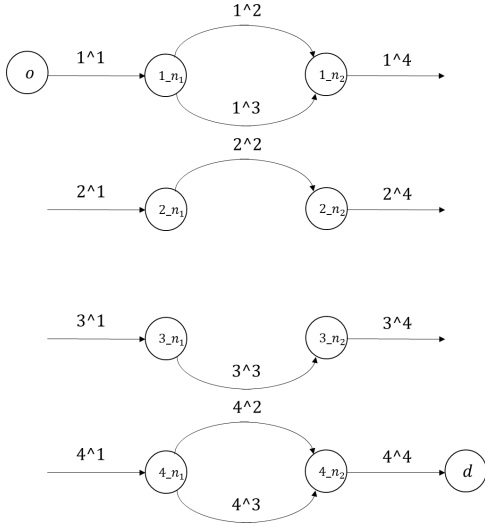 1^2
o 1^1 1_n₁ 1_n₂ 1^4
1^3
2^2
2^1 2_n₁ 2_n₂ 2^4
3^1 3_n₁ 3_n₂ 3^4
3^3
4^2
4^1 4_n₁ 4_n₂ 4^4 d
4^3